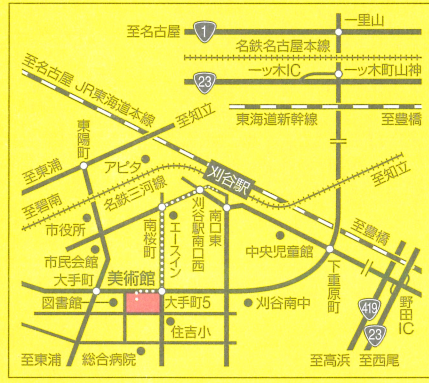 一里山
至名古屋
1
名鉄名古屋本線
一ッ木IC
一ッ木町山神
23
至名古屋 JR東海道本線
東海道新幹線
至豊橋
至知立
東陽町
アピタ
刈谷駅
至東浦
至碧南
名鉄三河線
至知立
市役所
南桜町
エースイン
刈谷駅南口西
南口東
中央児童館
至豊橋
市民会館
大手町
美術館
下重原町
図書館
大手町5
刈谷南中
419
野田IC
住吉小
23
至東浦
総合病院
至高浜
至西尾